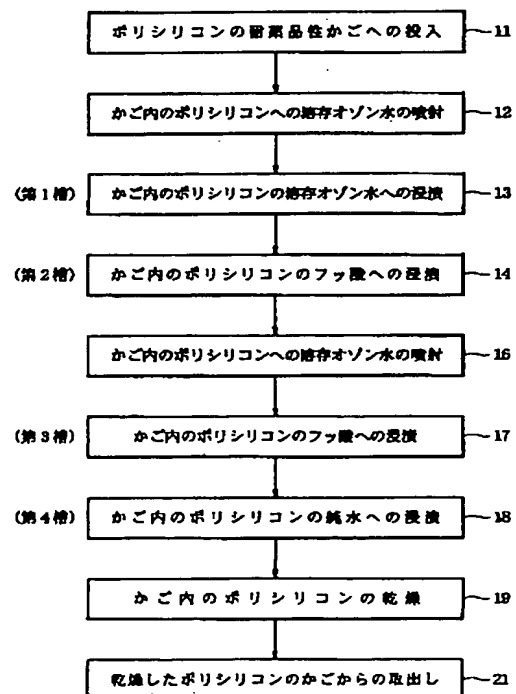 ポリシリコンの耐薬品性かごへの投入 11
かご内のポリシリコンへの溶存オゾン水の噴射 12
(第1槽) かご内のポリシリコンの溶存オゾン水への浸漬 13
(第2槽) かご内のポリシリコンのフッ酸への浸漬 14
かご内のポリシリコンへの溶存オゾン水の噴射 16
(第3槽) かご内のポリシリコンのフッ酸への浸漬 17
(第4槽) かご内のポリシリコンの純水への浸漬 18
かご内のポリシリコンの乾燥 19
乾燥したポリシリコンのかごからの取出し 21